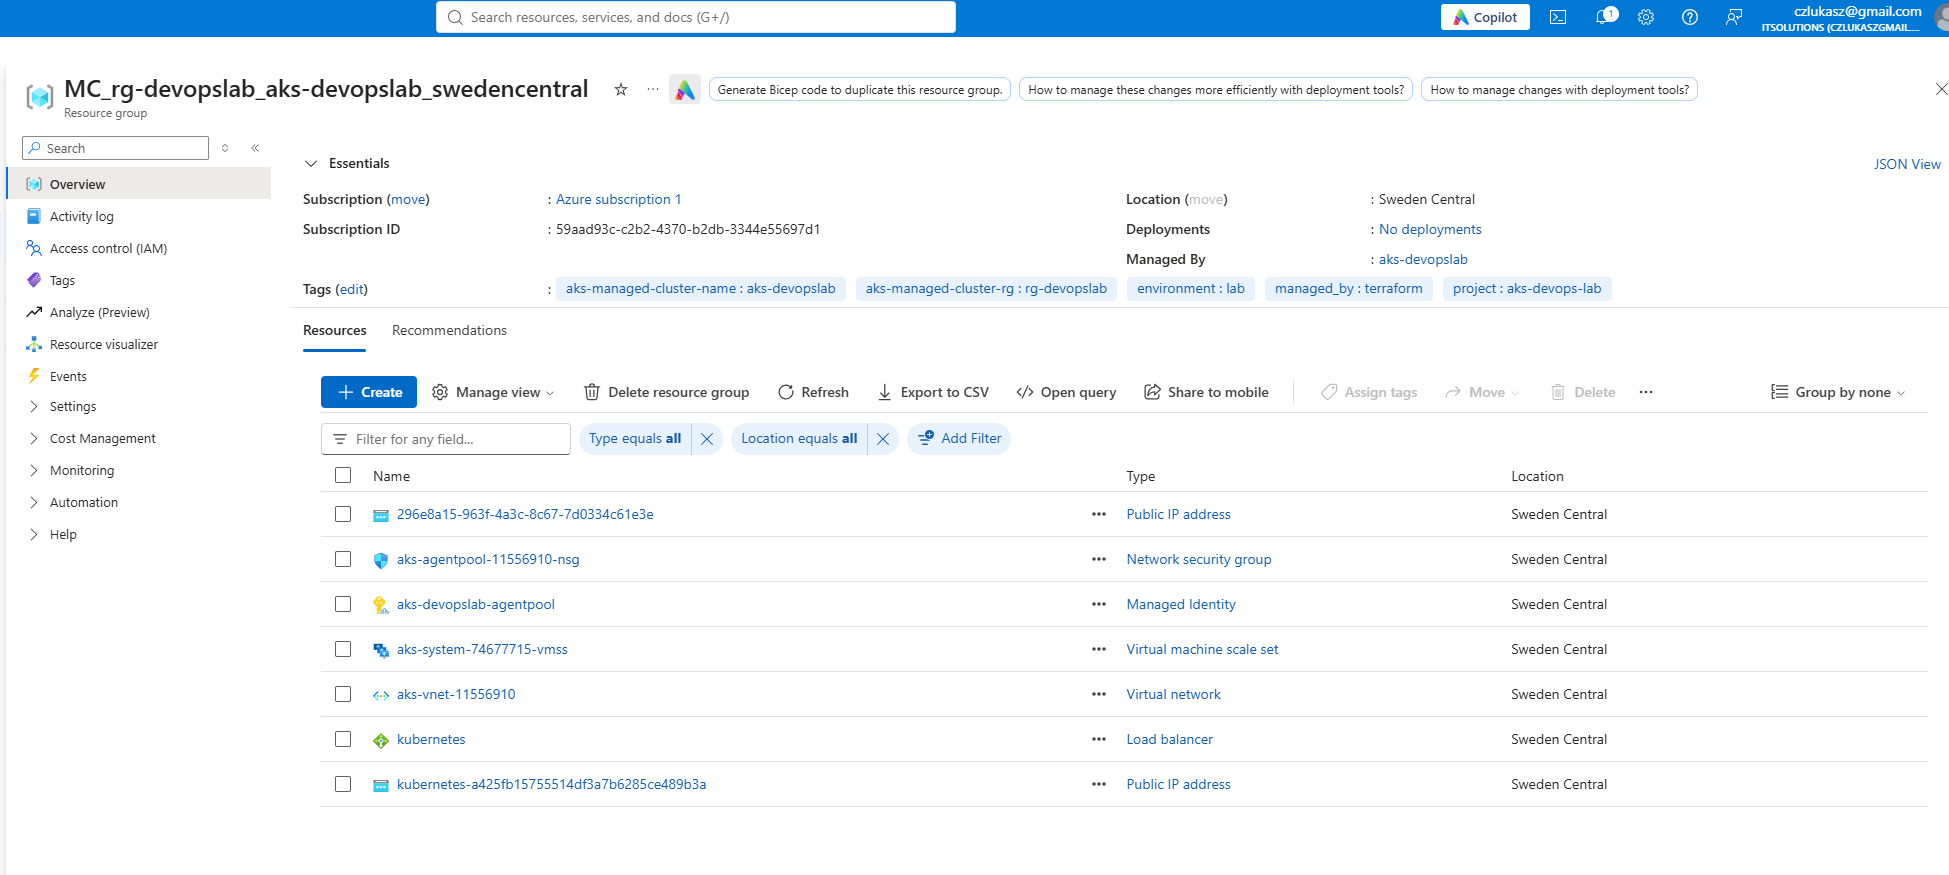 Search resources, services, and docs (G+/)
Copilot
1
czlukasz@gmail.com
ITSOLUTIONS (CZLUKASZGMAIL....
MC_rg-devopslab_aks-devopslab_swedencentral
Resource group
Generate Bicep code to duplicate this resource group.
How to manage these changes more efficiently with deployment tools?
How to manage changes with deployment tools?
Search
Overview
Activity log
Access control (IAM)
Tags
Analyze (Preview)
Resource visualizer
Events
Settings
Cost Management
Monitoring
Automation
Help
Essentials
JSON View
Subscription (move) : Azure subscription 1
Location (move) : Sweden Central
Subscription ID : 59aad93c-c2b2-4370-b2db-3344e55697d1
Deployments : No deployments
Managed By : aks-devopslab
Tags (edit) : aks-managed-cluster-name : aks-devopslab aks-managed-cluster-rg : rg-devopslab environment : lab managed_by : terraform project : aks-devops-lab
Resources Recommendations
Create Manage view Delete resource group Refresh Export to CSV Open query Share to mobile Assign tags Move Delete ... Group by none
Filter for any field... Type equals all Location equals all Add Filter
Name Type Location
296e8a15-963f-4a3c-8c67-7d0334c61e3e ... Public IP address Sweden Central
aks-agentpool-11556910-nsg ... Network security group Sweden Central
aks-devopslab-agentpool ... Managed Identity Sweden Central
aks-system-74677715-vmss ... Virtual machine scale set Sweden Central
aks-vnet-11556910 ... Virtual network Sweden Central
kubernetes ... Load balancer Sweden Central
kubernetes-a425fb15755514df3a7b6285ce489b3a ... Public IP address Sweden Central